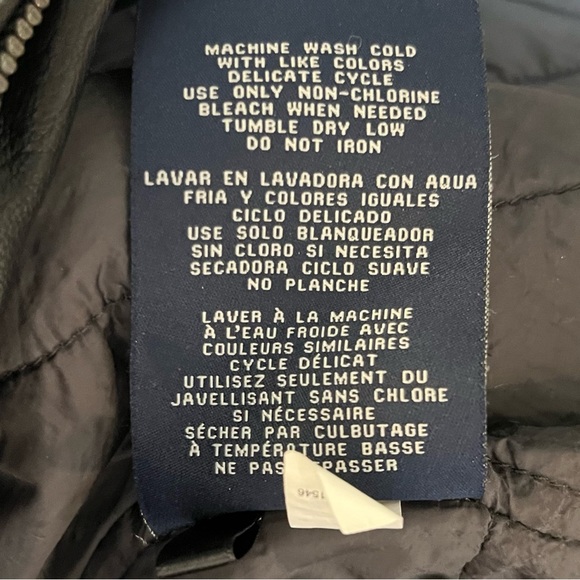 MACHINE WASH COLD
WITH LIKE COLORS
DELICATE CYCLE
USE ONLY NON-CHLORINE
BLEACH WHEN NEEDED
TUMBLE DRY LOW
DO NOT IRON
LAVAR EN LAVADORA CON AQUA
FRIA Y COLORES IGUALES
CICLO DELICADO
USE SOLO BLANQUEADOR
SIN CLORO SI NECESITA
SECADORA CICLO SUAVE
NO PLANCHE
LAVER À LA MACHINE
À L'EAU FROIDE AVEC
COULEURS SIMILAIRES
CYCLE DÉLICAT
UTILISEZ SEULEMENT DU
JAVELLISANT SANS CHLORE
SI NÉCESSAIRE
SÉCHER PAR CULBUTAGE
À TEMPÉRATURE BASSE
NE PAS